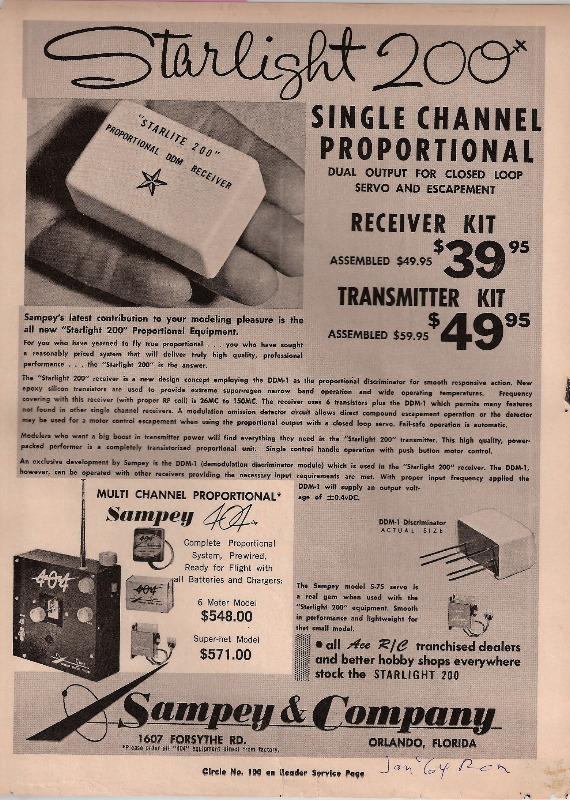 Starlight 200*
"STARLITE 200"
PROPORTIONAL DDM RECEIVER
SINGLE CHANNEL
PROPORTIONAL
DUAL OUTPUT FOR CLOSED LOOP
SERVO AND ESCAPEMENT
RECEIVER KIT
ASSEMBLED $49.95 $39 95
TRANSMITTER KIT
ASSEMBLED $59.95 $49 95
Sampey's latest contribution to your modeling pleasure is the
all new "Starlight 200" Proportional Equipment.
For you who have yearned to fly true proportional . . . you who have sought
a reasonably priced system that will deliver truly high quality, professional
performance . . . the "Starlight 200" is the answer.
The "Starlight 200" receiver is a new design concept employing the DDM-1 as the proportional discriminator for smooth responsive action. New
epoxy silicon transistors are used to provide extreme superregen narrow band operation and wide operating temperatures. Frequency
covering with this receiver (with proper RF coil) is 26MC to 150MC. The receiver uses 6 transistors plus the DDM-1 which permits many features
not found in other single channel receivers. A modulation omission detector circuit allows direct compound escapement operation or the detector
may be used for a motor control escapement when using the proportional output with a closed loop servo. Fail-safe operation is automatic.
Modelers who want a big boost in transmitter power will find everything they need in the "Starlight 200" transmitter. This high quality, power-
packed performer is a completely transistorized proportional unit. Single control handle operation with push button motor control.
An exclusive development by Sampey is the DDM-1 (demodulation discriminator module) which is used in the "Starlight 200" receiver. The DDM-1,
however, can be operated with other receivers providing the necessary input requirements are met. With proper input frequency applied the
DDM-1 will supply an output volt-
age of ±0.4vDC.
MULTI CHANNEL PROPORTIONAL*
Sampey 404
Complete Proportional
System, Prewired,
Ready for Flight with
all Batteries and Chargers:
6 Meter Model
$548.00
Super-het Model
$571.00
404
DDM-1 Discriminator
ACTUAL SIZE
The Sampey model S-75 servo is
a real gem when used with the
"Starlight 200" equipment. Smooth
in performance and lightweight for
that small model.
• all Ace R/C franchised dealers
and better hobby shops everywhere
stock the STARLIGHT 200
Sampey & Company
1607 FORSYTHE RD. ORLANDO, FLORIDA
*Please order all "404" equipment direct from factory.
Circle No. 100 on Reader Service Page
Jan '64 RCM